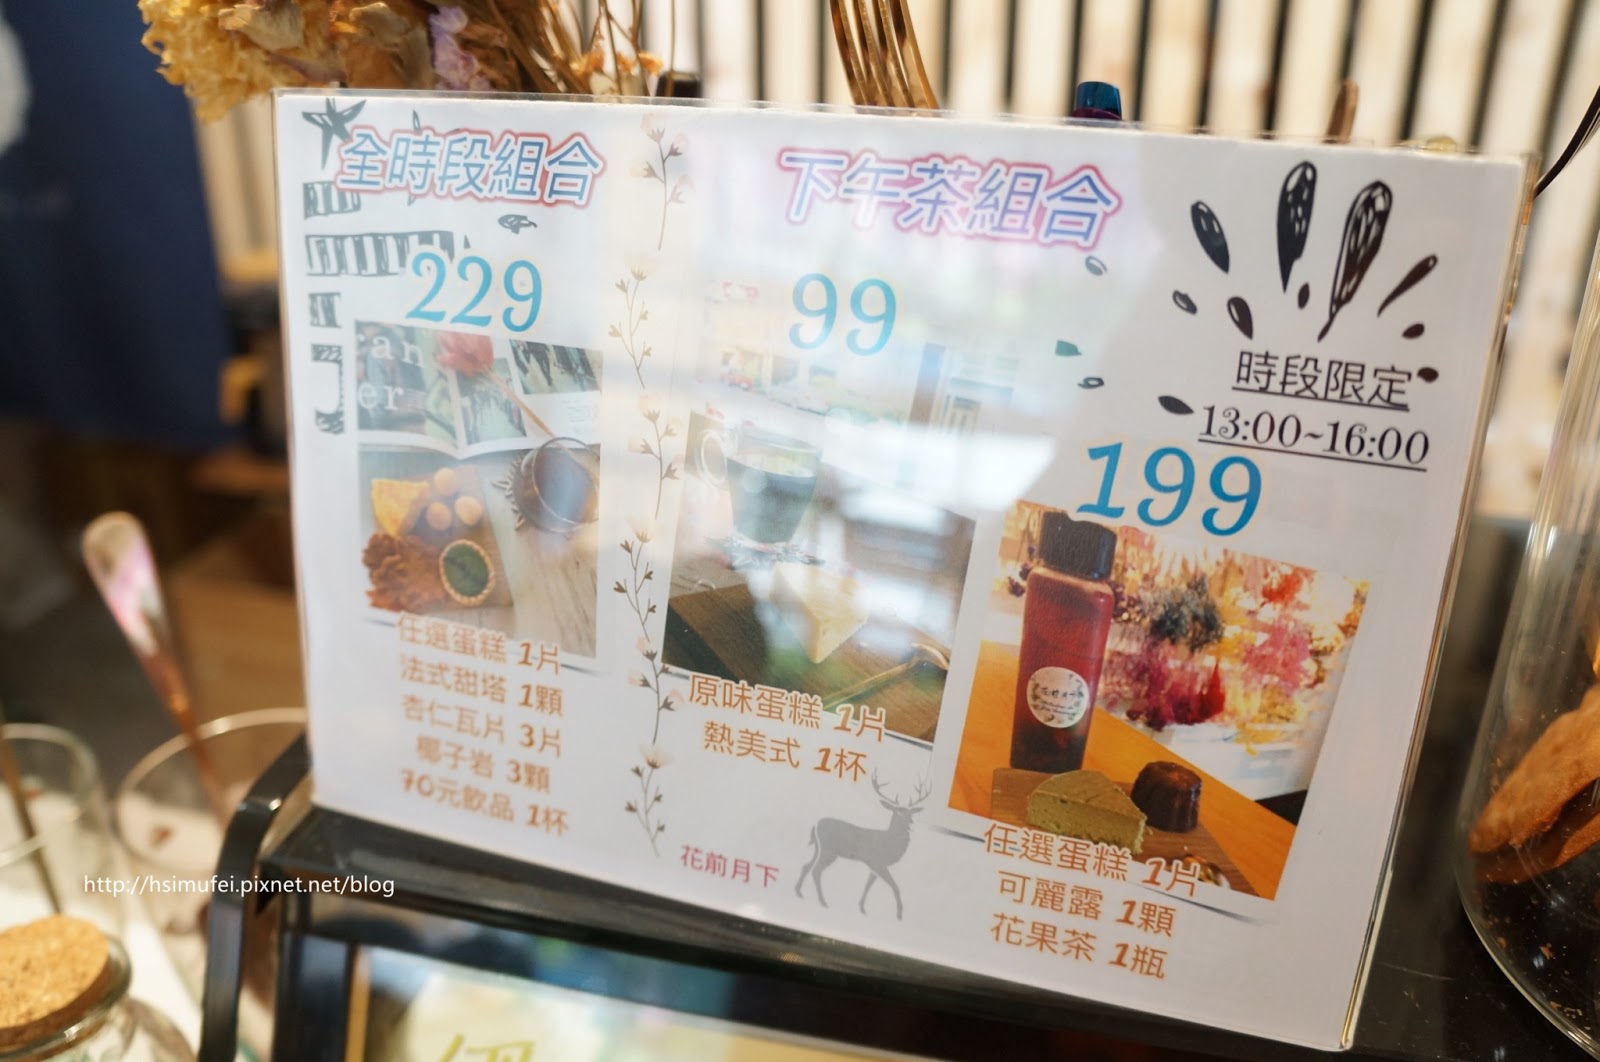 全時段組合
229
任選蛋糕 1片
法式甜塔 1顆
杏仁瓦片 3片
椰子岩 3顆
70元飲品 1杯
下午茶組合
99
原味蛋糕 1片
熱美式 1杯
花前月下
時段限定
13:00~16:00
199
任選蛋糕 1片
可麗露 1顆
花果茶 1瓶
http://hsimufei.pixnet.net/blog